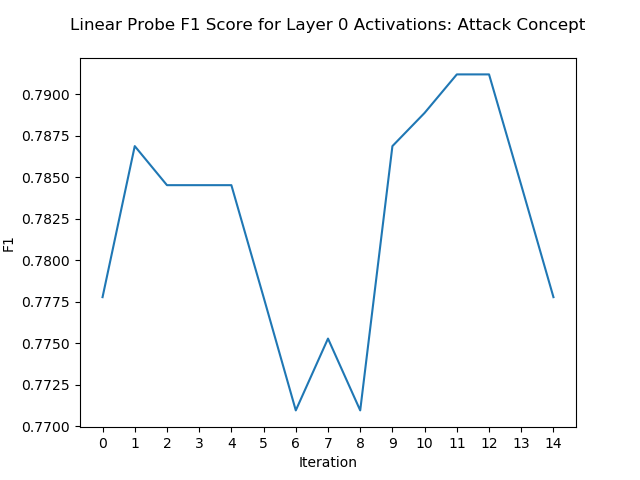 Linear Probe F1 Score for Layer 0 Activations: Attack Concept
0.7900
0.7875
0.7850
0.7825
0.7800
0.7775
0.7750
0.7725
0.7700
F1
0 1 2 3 4 5 6 7 8 9 10 11 12 13 14
Iteration